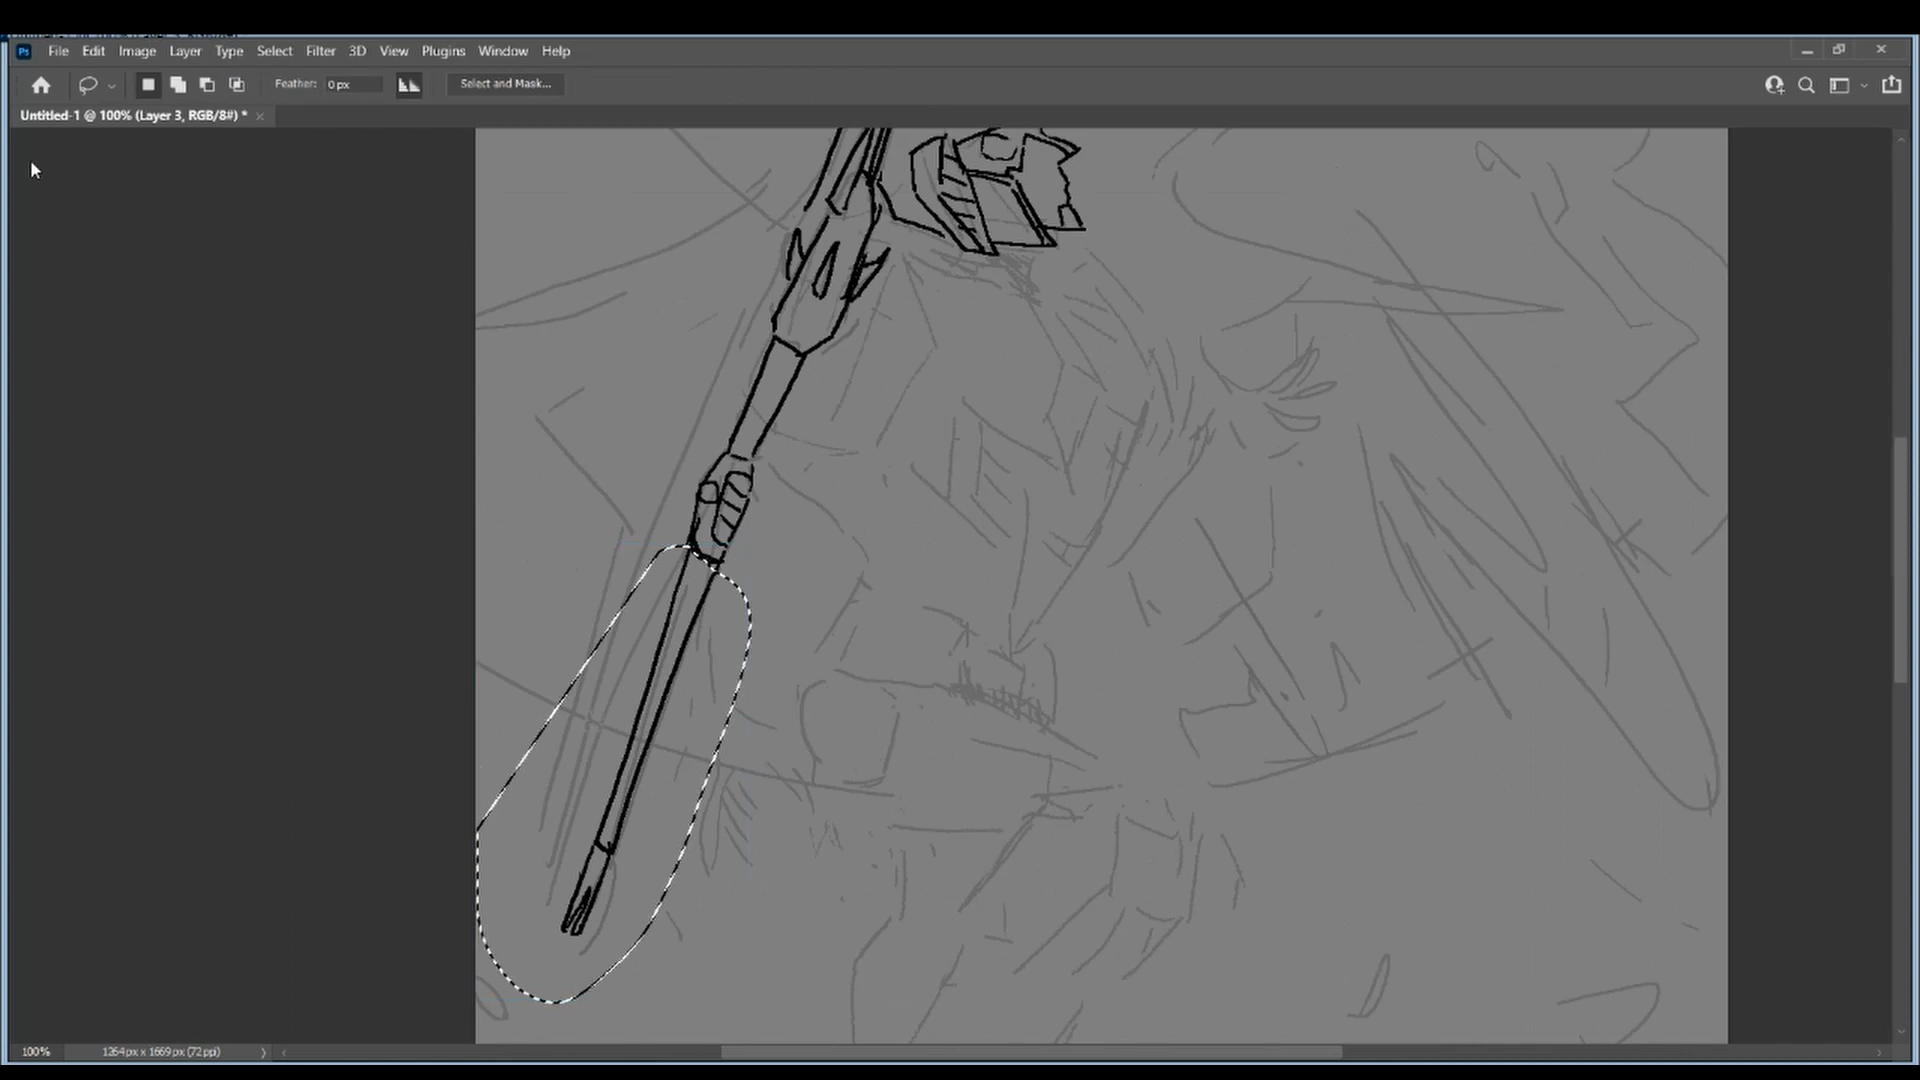 Ps File Edit Image Layer Type Select Filter 3D View Plugins Window Help
Feather: 0 px Select and Mask...
Untitled-1 @ 100% (Layer 3, RGB/8#) *
100% 1264 px x 1669 px (72 ppi)